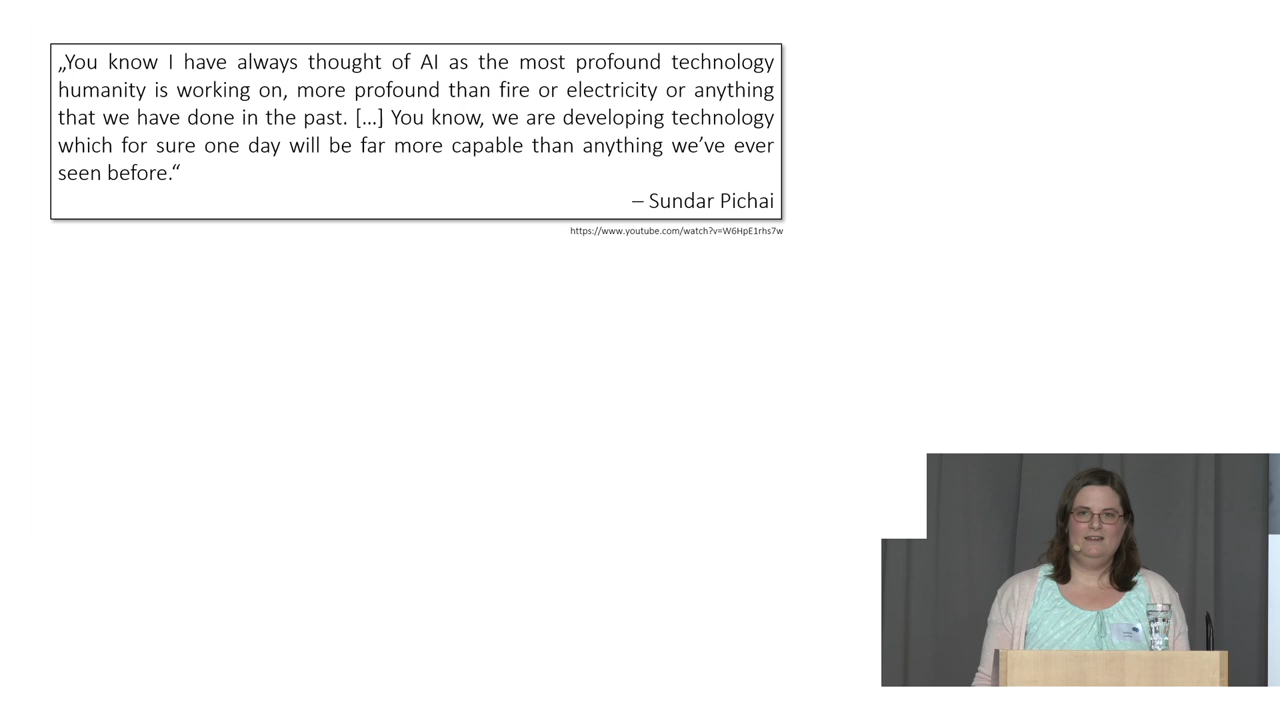 „You know I have always thought of AI as the most profound technology
humanity is working on, more profound than fire or electricity or anything
that we have done in the past. […] You know, we are developing technology
which for sure one day will be far more capable than anything we’ve ever
seen before.“
– Sundar Pichai
https://www.youtube.com/watch?v=W6HpE1rhs7w